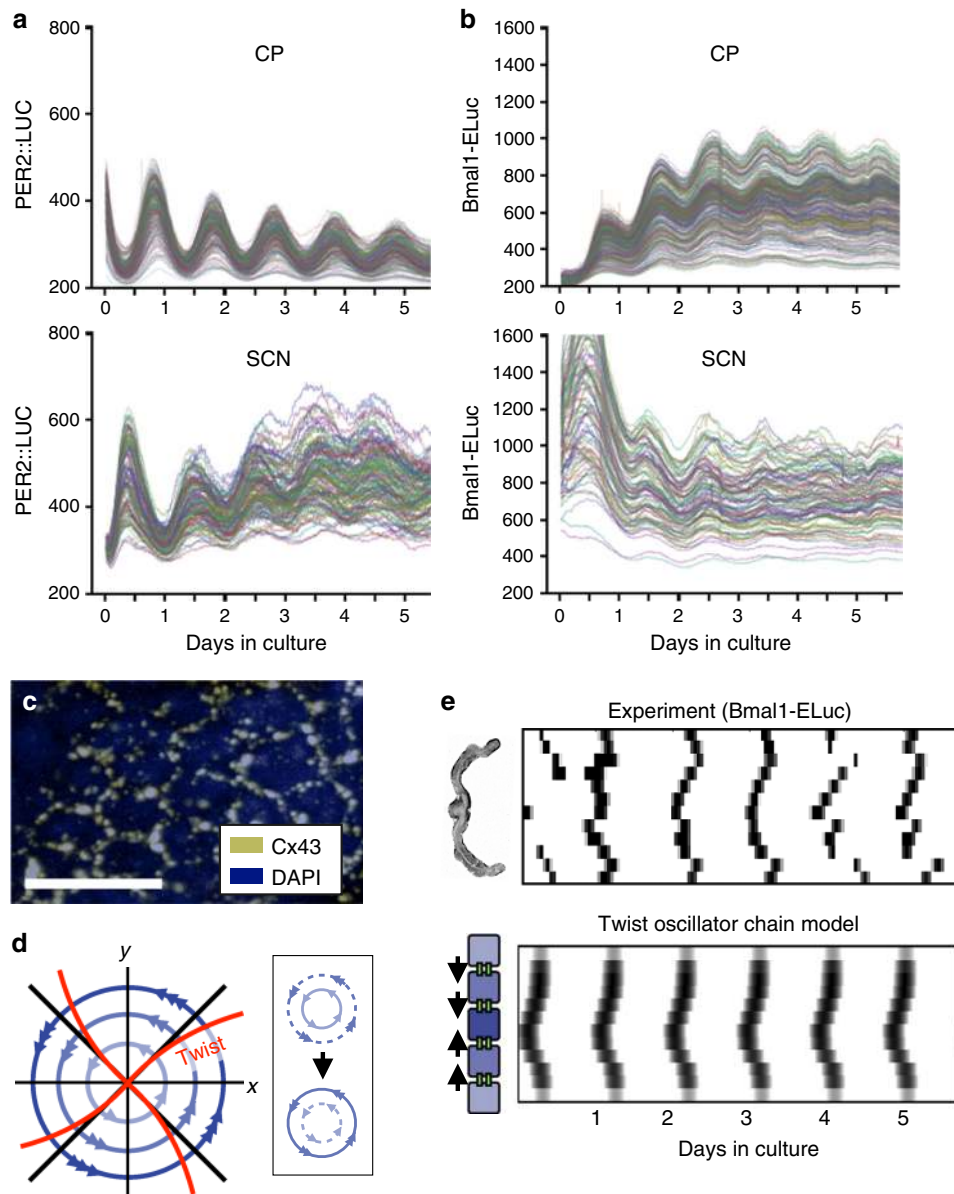 a
CP
PER2::LUC
800
600
400
200
0 1 2 3 4 5
SCN
PER2::LUC
800
600
400
200
0 1 2 3 4 5
Days in culture
b
CP
Bmal1-ELuc
1600
1400
1200
1000
800
600
400
200
0 1 2 3 4 5
SCN
Bmal1-ELuc
1600
1400
1200
1000
800
600
400
200
0 1 2 3 4 5
Days in culture
c
Cx43
DAPI
d
y
x
Twist
e
Experiment (Bmal1-ELuc)
Twist oscillator chain model
1 2 3 4 5
Days in culture